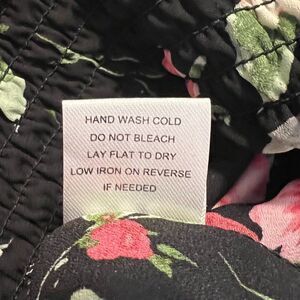 HAND WASH COLD
DO NOT BLEACH
LAY FLAT TO DRY
LOW IRON ON REVERSE
IF NEEDED